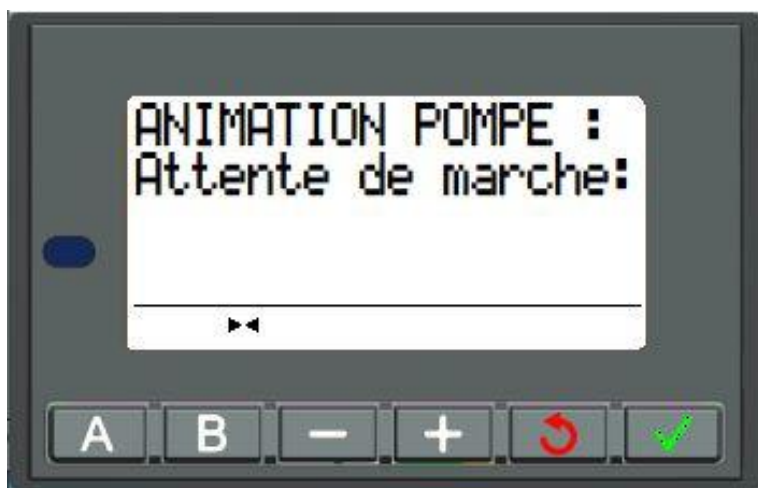 ANIMATION POMPE :
Attente de marche:
A B - +